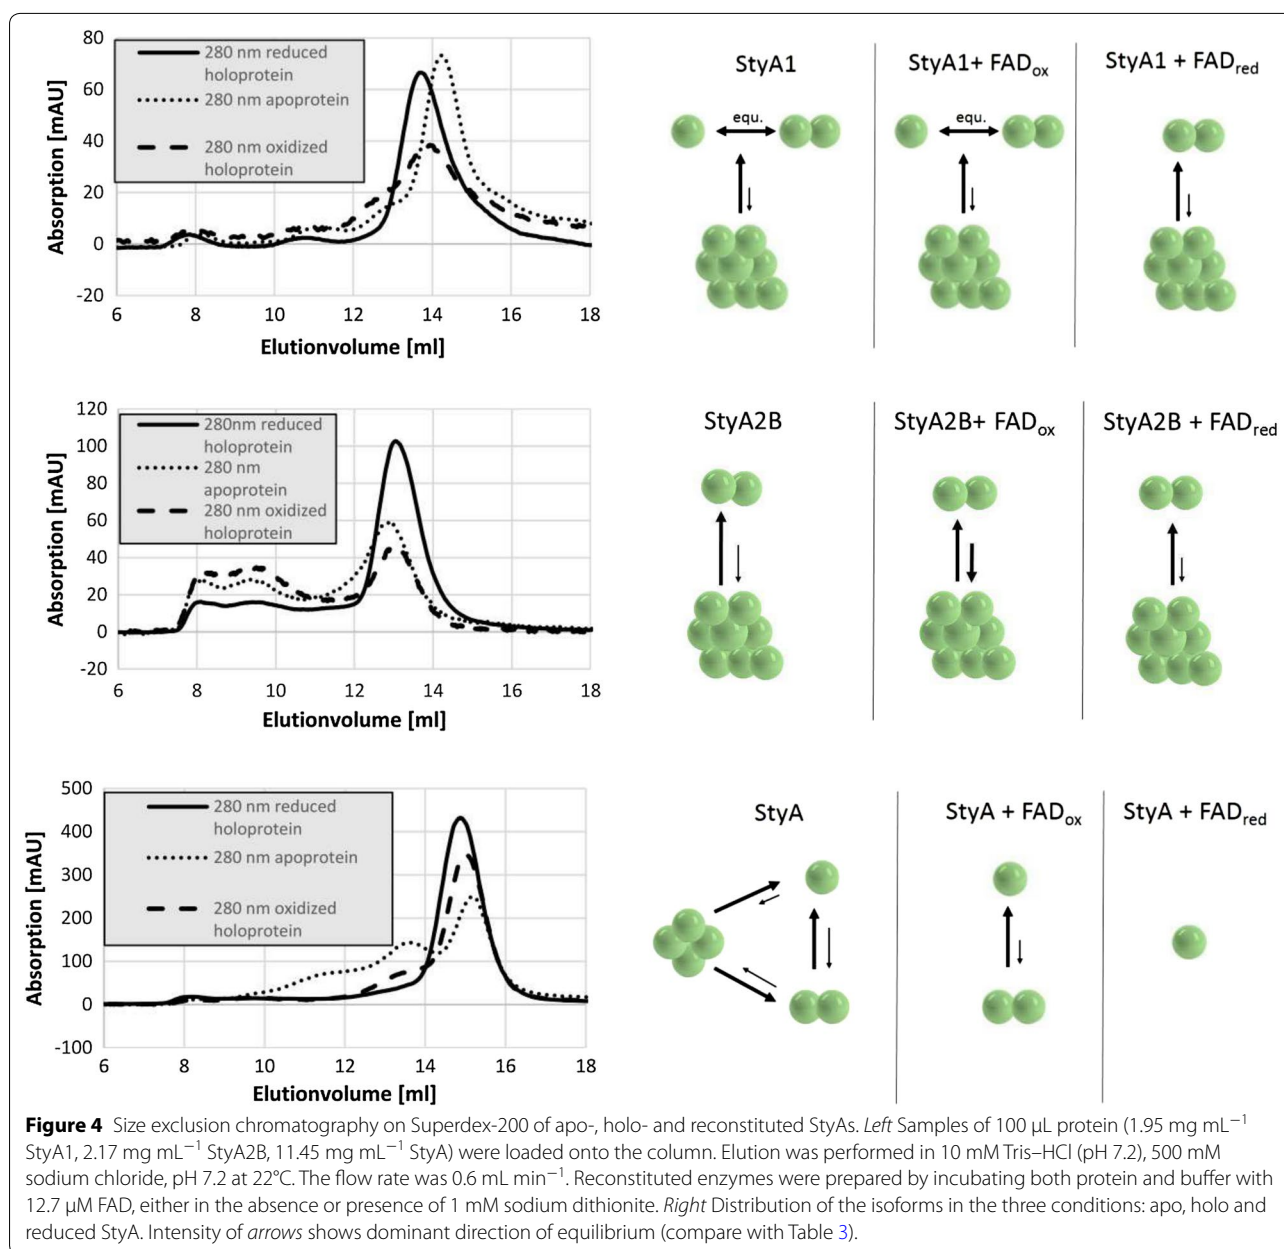 80
60
40
20
0
-20
Absorption [mAU]
280 nm reduced
holoprotein
280 nm apoprotein
280 nm oxidized
holoprotein
6 8 10 12 14 16 18
Elutionvolume [ml]
StyA1
StyA1+ FADox
StyA1 + FADred
equ.
equ.
120
100
80
60
40
20
0
-20
Absorption [mAU]
280nm reduced
holoprotein
280 nm
apoprotein
280 nm oxidized
holoprotein
6 8 10 12 14 16 18
Elutionvolume [ml]
StyA2B
StyA2B+ FADox
StyA2B + FADred
500
400
300
200
100
0
-100
Absorption [mAU]
280 nm reduced
holoprotein
280 nm apoprotein
280 nm oxidized
holoprotein
6 8 10 12 14 16 18
Elutionvolume [ml]
StyA
StyA + FADox
StyA + FADred
Figure 4 Size exclusion chromatography on Superdex-200 of apo-, holo- and reconstituted StyAs. Left Samples of 100 μL protein (1.95 mg mL−1
StyA1, 2.17 mg mL−1 StyA2B, 11.45 mg mL−1 StyA) were loaded onto the column. Elution was performed in 10 mM Tris–HCl (pH 7.2), 500 mM
sodium chloride, pH 7.2 at 22°C. The flow rate was 0.6 mL min−1. Reconstituted enzymes were prepared by incubating both protein and buffer with
12.7 μM FAD, either in the absence or presence of 1 mM sodium dithionite. Right Distribution of the isoforms in the three conditions: apo, holo and
reduced StyA. Intensity of arrows shows dominant direction of equilibrium (compare with Table 3).